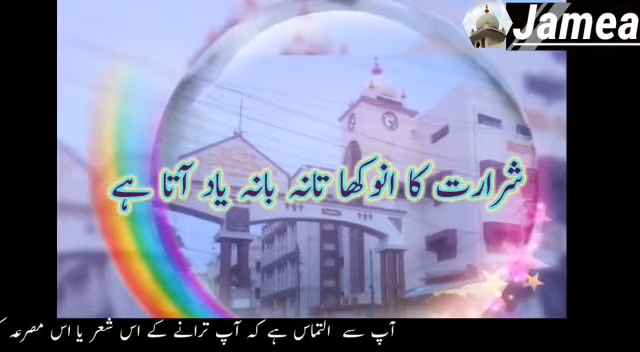 Jamea
شرارت کا انوکھا تانہ بانہ یاد آتا ہے
آپ سے التماس ہے کہ آپ ترانے کے اس شعر یا اس مصرعہ